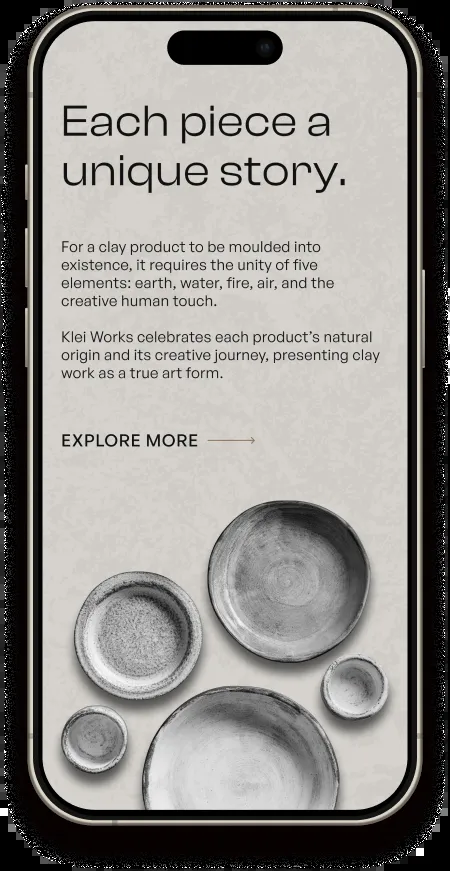 Each piece a
unique story.
For a clay product to be moulded into
existence, it requires the unity of five
elements: earth, water, fire, air, and the
creative human touch.
Klei Works celebrates each product’s natural
origin and its creative journey, presenting clay
work as a true art form.
EXPLORE MORE